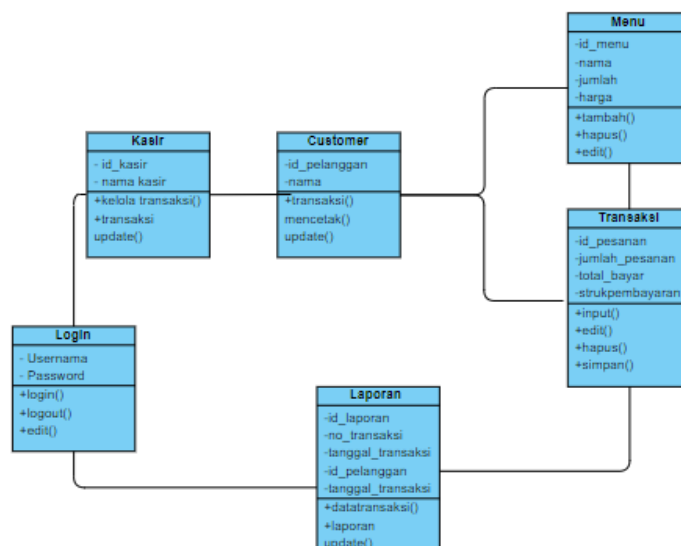 Menu
-id_menu
-nama
-jumlah
-harga
+tambah()
+hapus()
+edit()
Kasir
- id_kasir
- nama kasir
+kelola transaksi()
+transaksi
update()
Customer
-id_pelanggan
-nama
+transaksi()
mencetak()
update()
Transaksi
-id_pesanan
-jumlah_pesanan
-total_bayar
-strukpembayaran
+input()
+edit()
+hapus()
+simpan()
Login
- Usernama
- Password
+login()
+logout()
+edit()
Laporan
-id_laporan
-no_transaksi
-tanggal_transaksi
-id_pelanggan
-tanggal_transaksi
+datatransaksi()
+laporan
update()